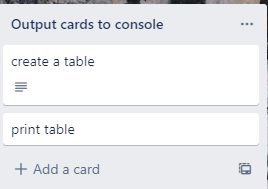 Output cards to console
create a table
print table
Add a card